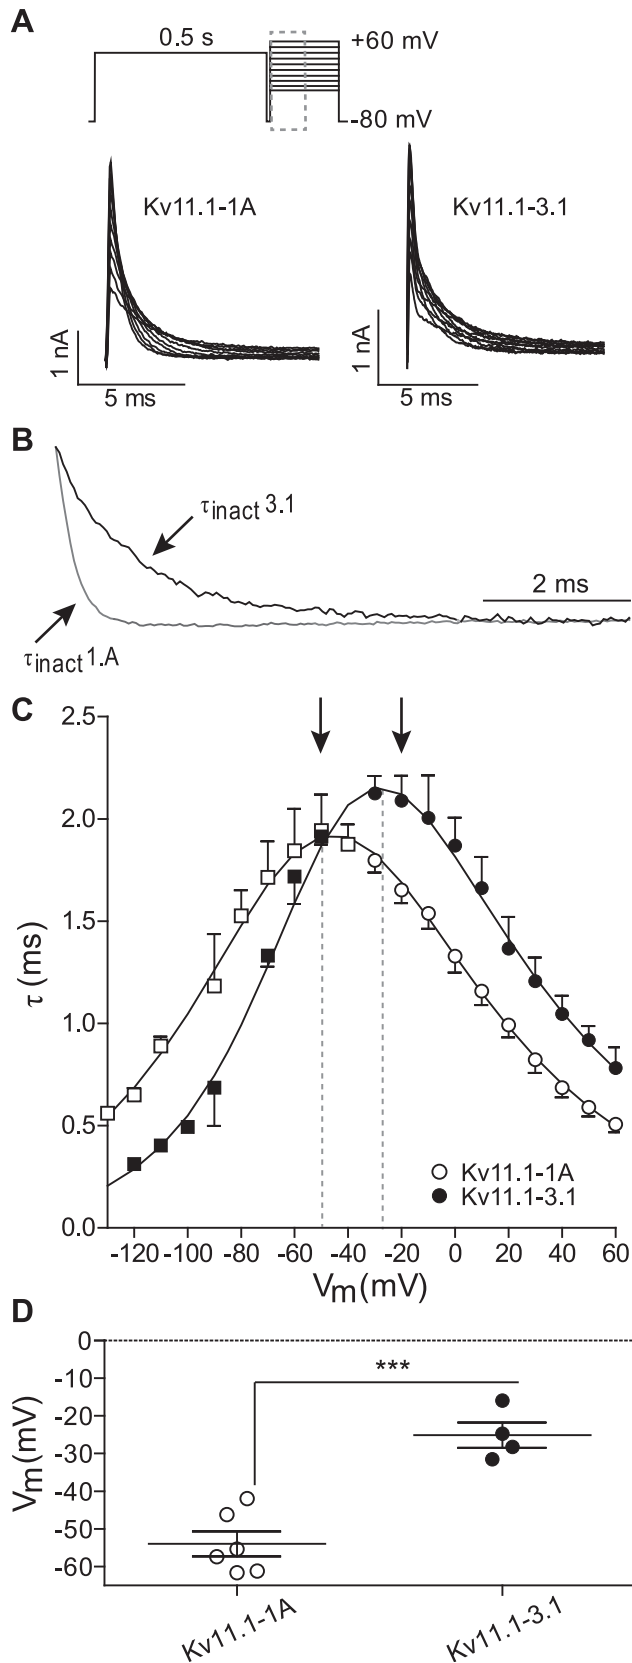 A
0.5 s
+60 mV
-80 mV
Kv11.1-1A
Kv11.1-3.1
1 nA
5 ms
1 nA
5 ms
B
τinact 3.1
2 ms
τinact 1.A
C
2.5
2.0
1.5
1.0
0.5
0.0
τ (ms)
Kv11.1-1A
Kv11.1-3.1
-120 -100 -80 -60 -40 -20 0 20 40 60
Vm(mV)
D
0
-10
-20
-30
-40
-50
-60
Vm(mV)
***
Kv11.1-1A
Kv11.1-3.1